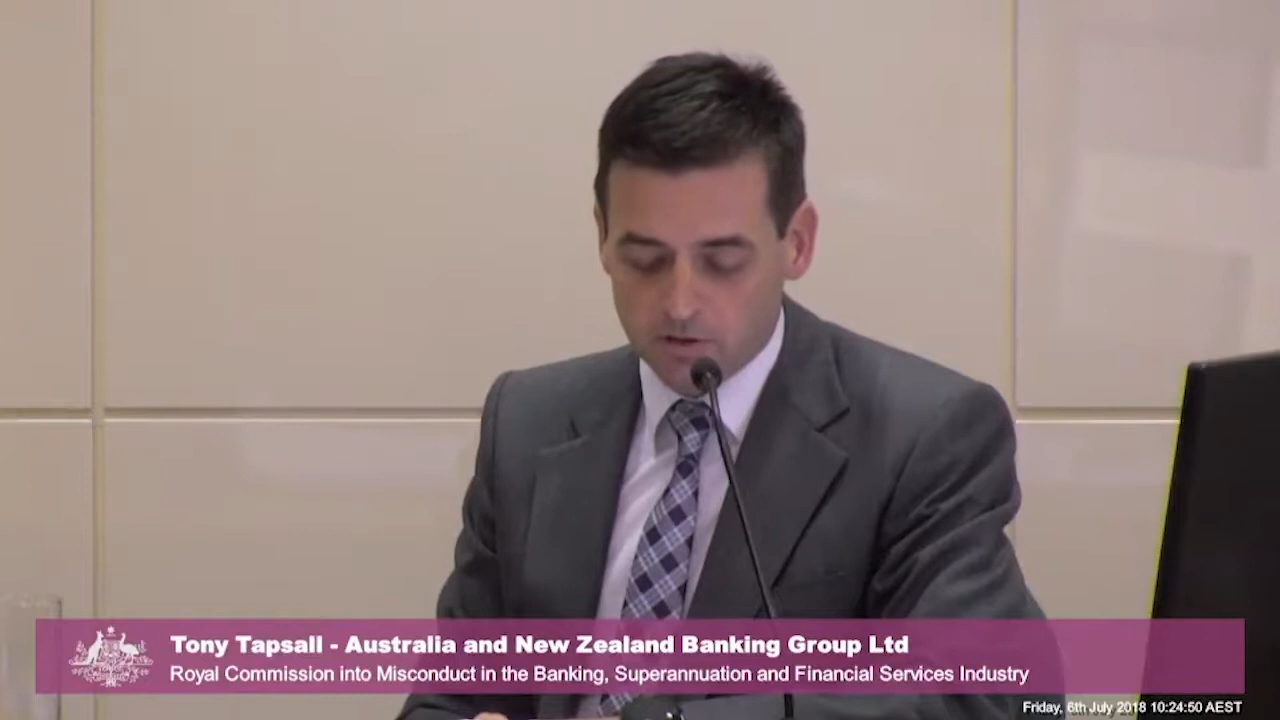 Tony Tapsall - Australia and New Zealand Banking Group Ltd
Royal Commission into Misconduct in the Banking, Superannuation and Financial Services Industry
Friday, 6th July 2018 10:24:50 AEST